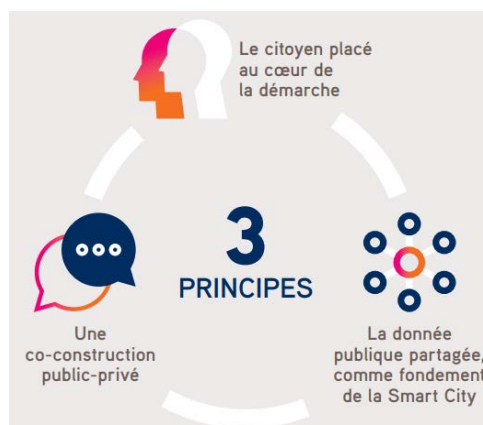 Le citoyen placé
au cœur de
la démarche
3
PRINCIPES
Une
co-construction
public-privé
La donnée
publique partagée,
comme fondement
de la Smart City